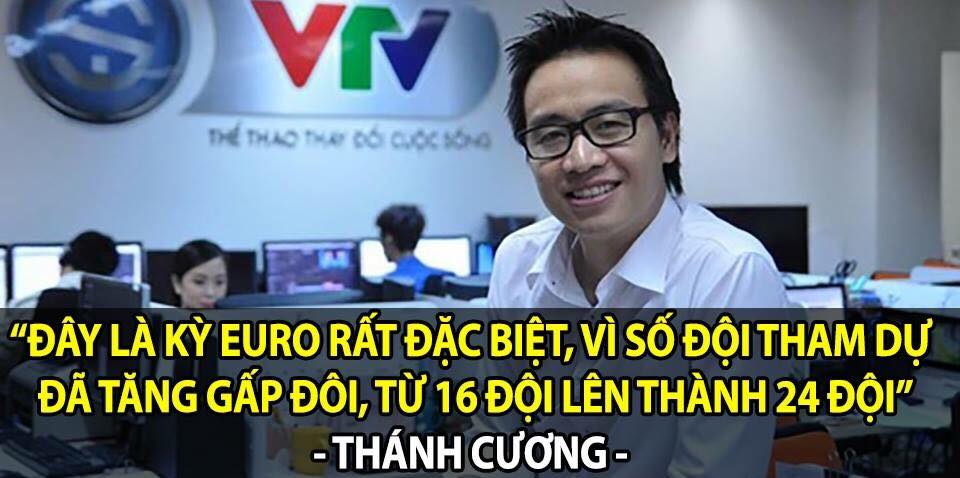 VTV
THỂ THAO THAY ĐỔI CUỘC SỐNG
“ĐÂY LÀ KỲ EURO RẤT ĐẶC BIỆT, VÌ SỐ ĐỘI THAM DỰ
ĐÃ TĂNG GẤP ĐÔI, TỪ 16 ĐỘI LÊN THÀNH 24 ĐỘI”
- THÁNH CƯƠNG -